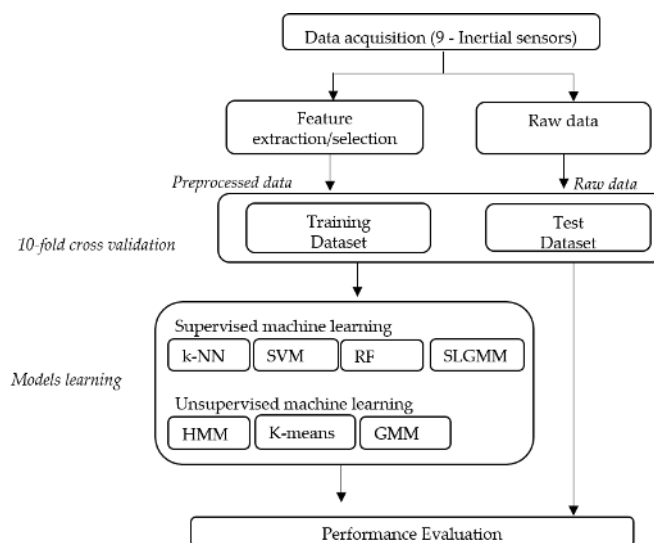 Data acquisition (9 - Inertial sensors)
Feature
extraction/selection
Raw data
Preprocessed data
Raw data
10-fold cross validation
Training
Dataset
Test
Dataset
Models learning
Supervised machine learning
k-NN
SVM
RF
SLGMM
Unsupervised machine learning
HMM
K-means
GMM
Performance Evaluation